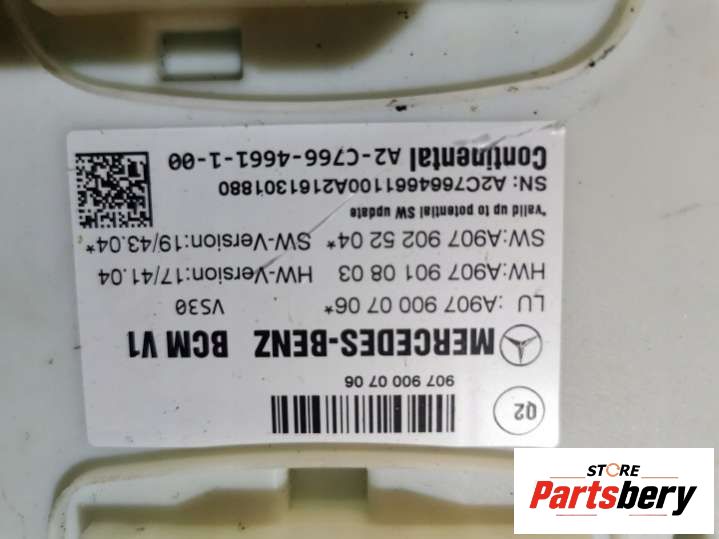 Q2
907 900 07 06
MERCEDES-BENZ BCM V1
LU :A907 900 07 06* VS30
HW:A907 901 08 03 HW-Version:17/41.04
SW:A907 902 52 04* SW-Version:19/43.04*
*valid up to potential SW update
SN: A2C7664661100A2161301880
Continental A2-C766-4661-1-00
STORE
Partsbery